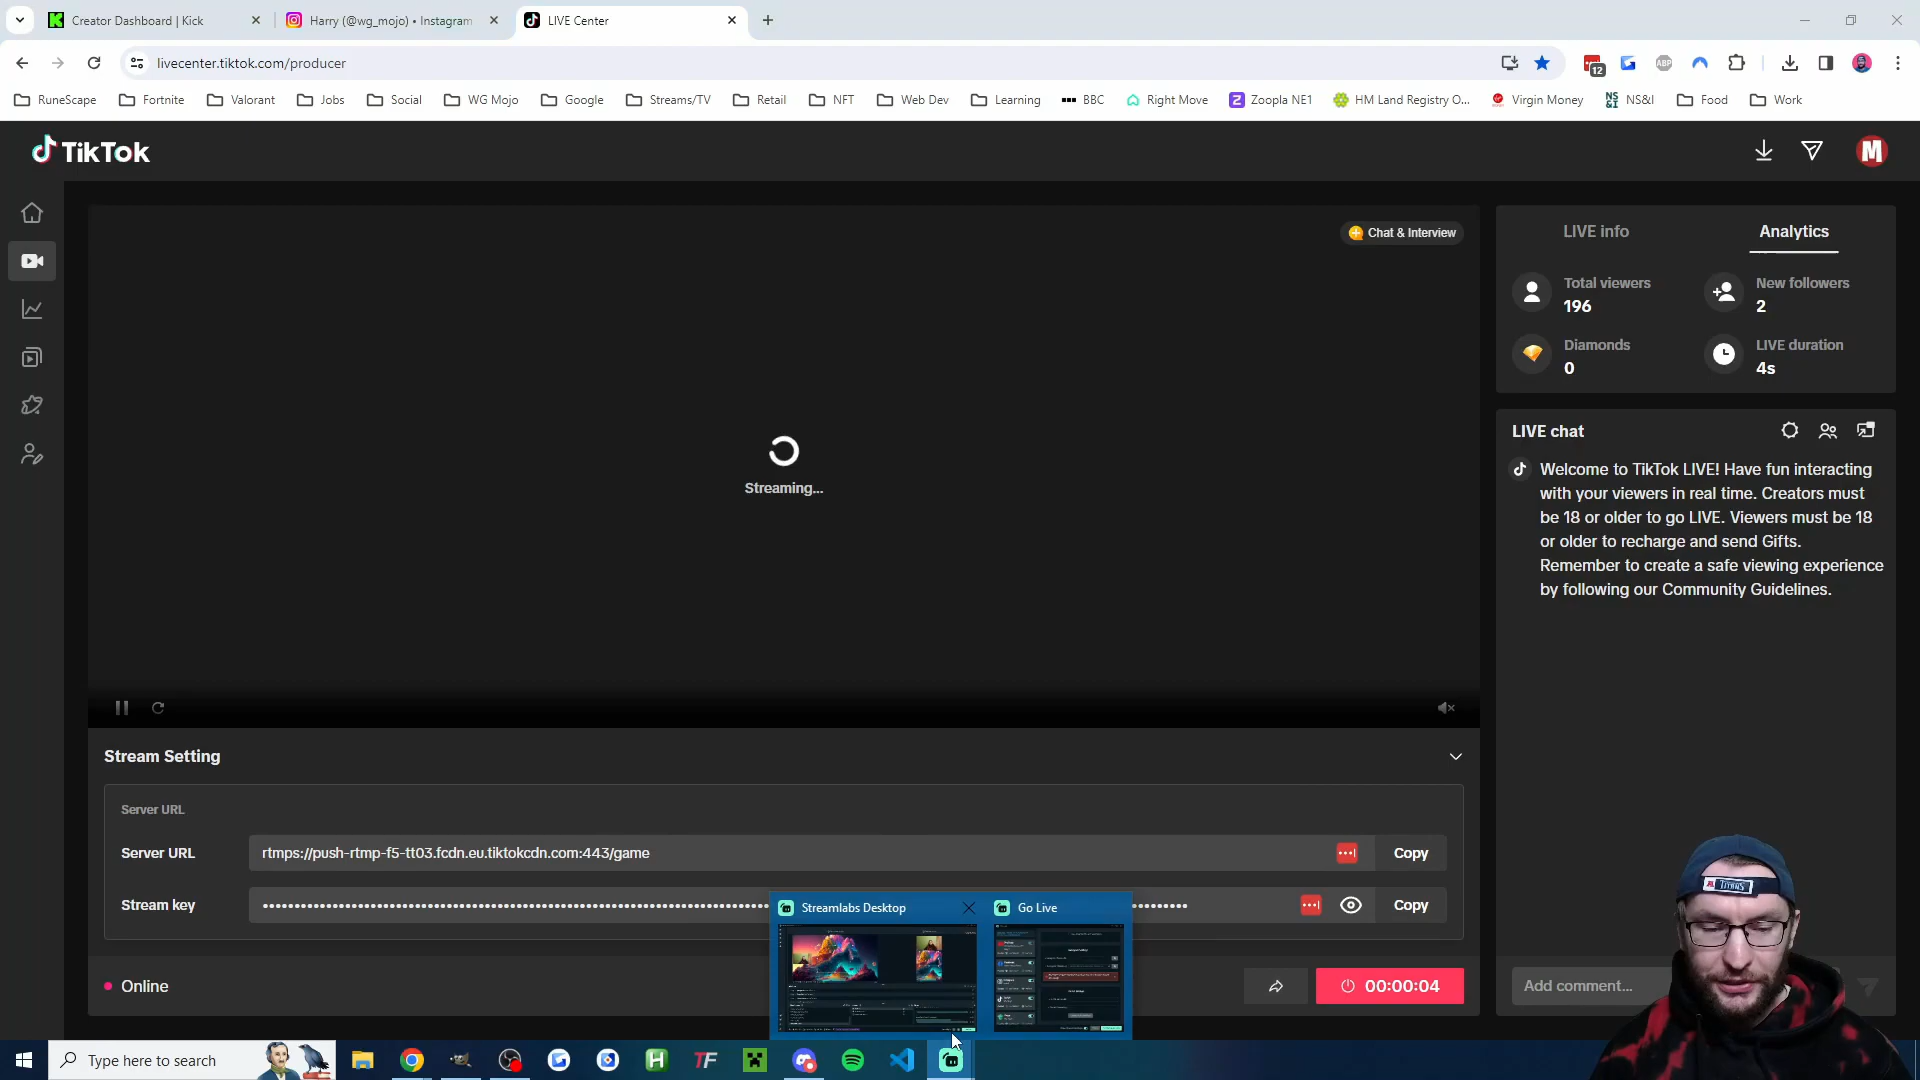 Creator Dashboard | Kick
Harry (@wg_mojo) • Instagram
LIVE Center
livecenter.tiktok.com/producer
12
ABP
RuneScape
Fortnite
Valorant
Jobs
Social
WG Mojo
Google
Streams/TV
Retail
NFT
Web Dev
Learning
BBC
Right Move
Zoopla NE1
HM Land Registry O...
Virgin Money
NS&I
Food
Work
TikTok
M
Chat & Interview
Streaming...
LIVE info
Analytics
Total viewers
196
New followers
2
Diamonds
0
LIVE duration
4s
LIVE chat
Welcome to TikTok LIVE! Have fun interacting
with your viewers in real time. Creators must
be 18 or older to go LIVE. Viewers must be 18
or older to recharge and send Gifts.
Remember to create a safe viewing experience
by following our Community Guidelines.
Stream Setting
Server URL
Server URL
rtmps://push-rtmp-f5-tt03.fcdn.eu.tiktokcdn.com:443/game
Copy
Stream key
Copy
Streamlabs Desktop
Go Live
Online
00:00:04
Add comment...
TITANS
Type here to search
H
TF